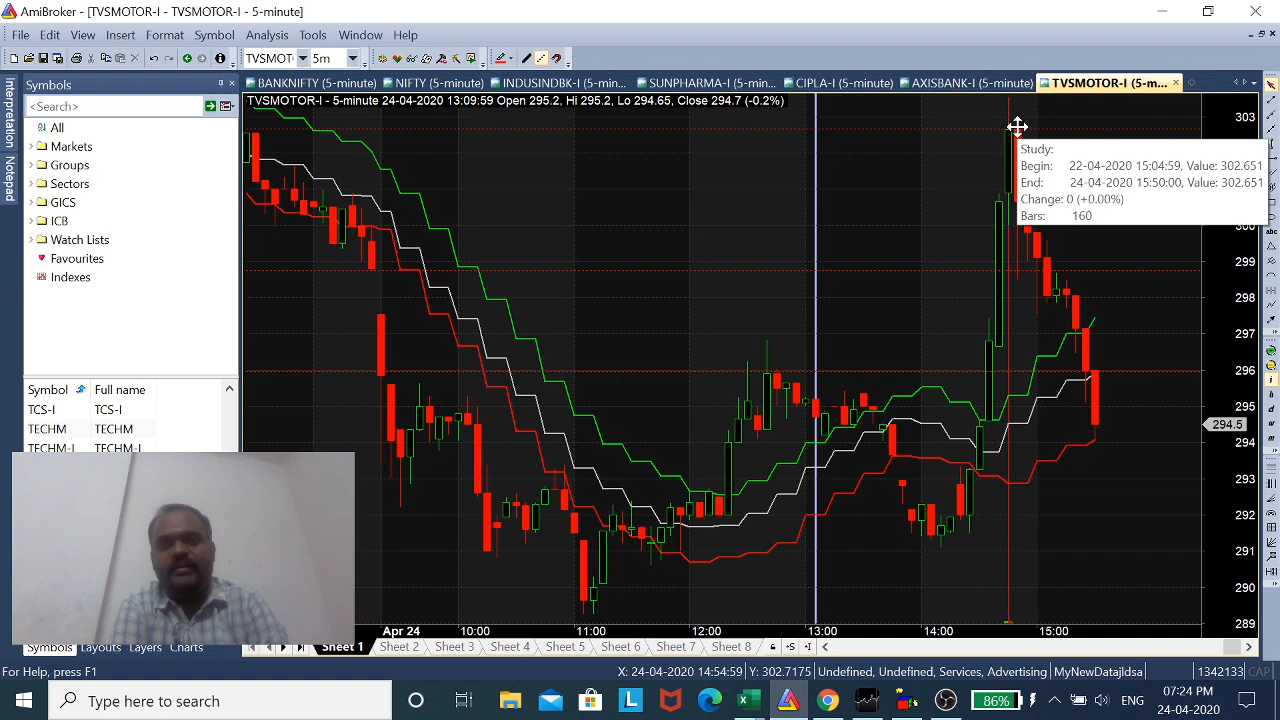 AmiBroker - [TVSMOTOR-I - 5-minute]
File Edit View Insert Format Symbol Analysis Tools Window Help
TVSMOT 5m
BANKNIFTY (5-minute) NIFTY (5-minute) INDUSINDBK-I (5-min... SUNPHARMA-I (5-min... CIPLA-I (5-minute) AXISBANK-I (5-minute) TVSMOTOR-I (5-m...
Interpretation
Notepad
Symbols
<Search>
All
Markets
Groups
Sectors
GICS
ICB
Watch Lists
Favourites
Indexes
Symbol Full name
TCS-I TCS-I
TECHM TECHM
TECHM-I TECHM-I
Symbols Layouts Layers Charts
TVSMOTOR-I - 5-minute 24-04-2020 13:09:59 Open 295.2, Hi 295.2, Lo 294.65, Close 294.7 (-0.2%)
Study:
Begin: 22-04-2020 15:04:59, Value: 302.651
End: 24-04-2020 15:50:00, Value: 302.651
Change: 0 (+0.00%)
Bars: 160
303
300
299
298
297
296
295
294.5
294
293
292
291
290
289
Apr 24 10:00 11:00 12:00 13:00 14:00 15:00
Sheet 1 Sheet 2 Sheet 3 Sheet 4 Sheet 5 Sheet 6 Sheet 7 Sheet 8
For Help, press F1 X: 24-04-2020 14:54:59 Y: 302.7175 Undefined, Undefined, Services, Advertising MyNewDatajldsa 1342133 CAP
Type here to search
86%
ENG
07:24 PM
24-04-2020